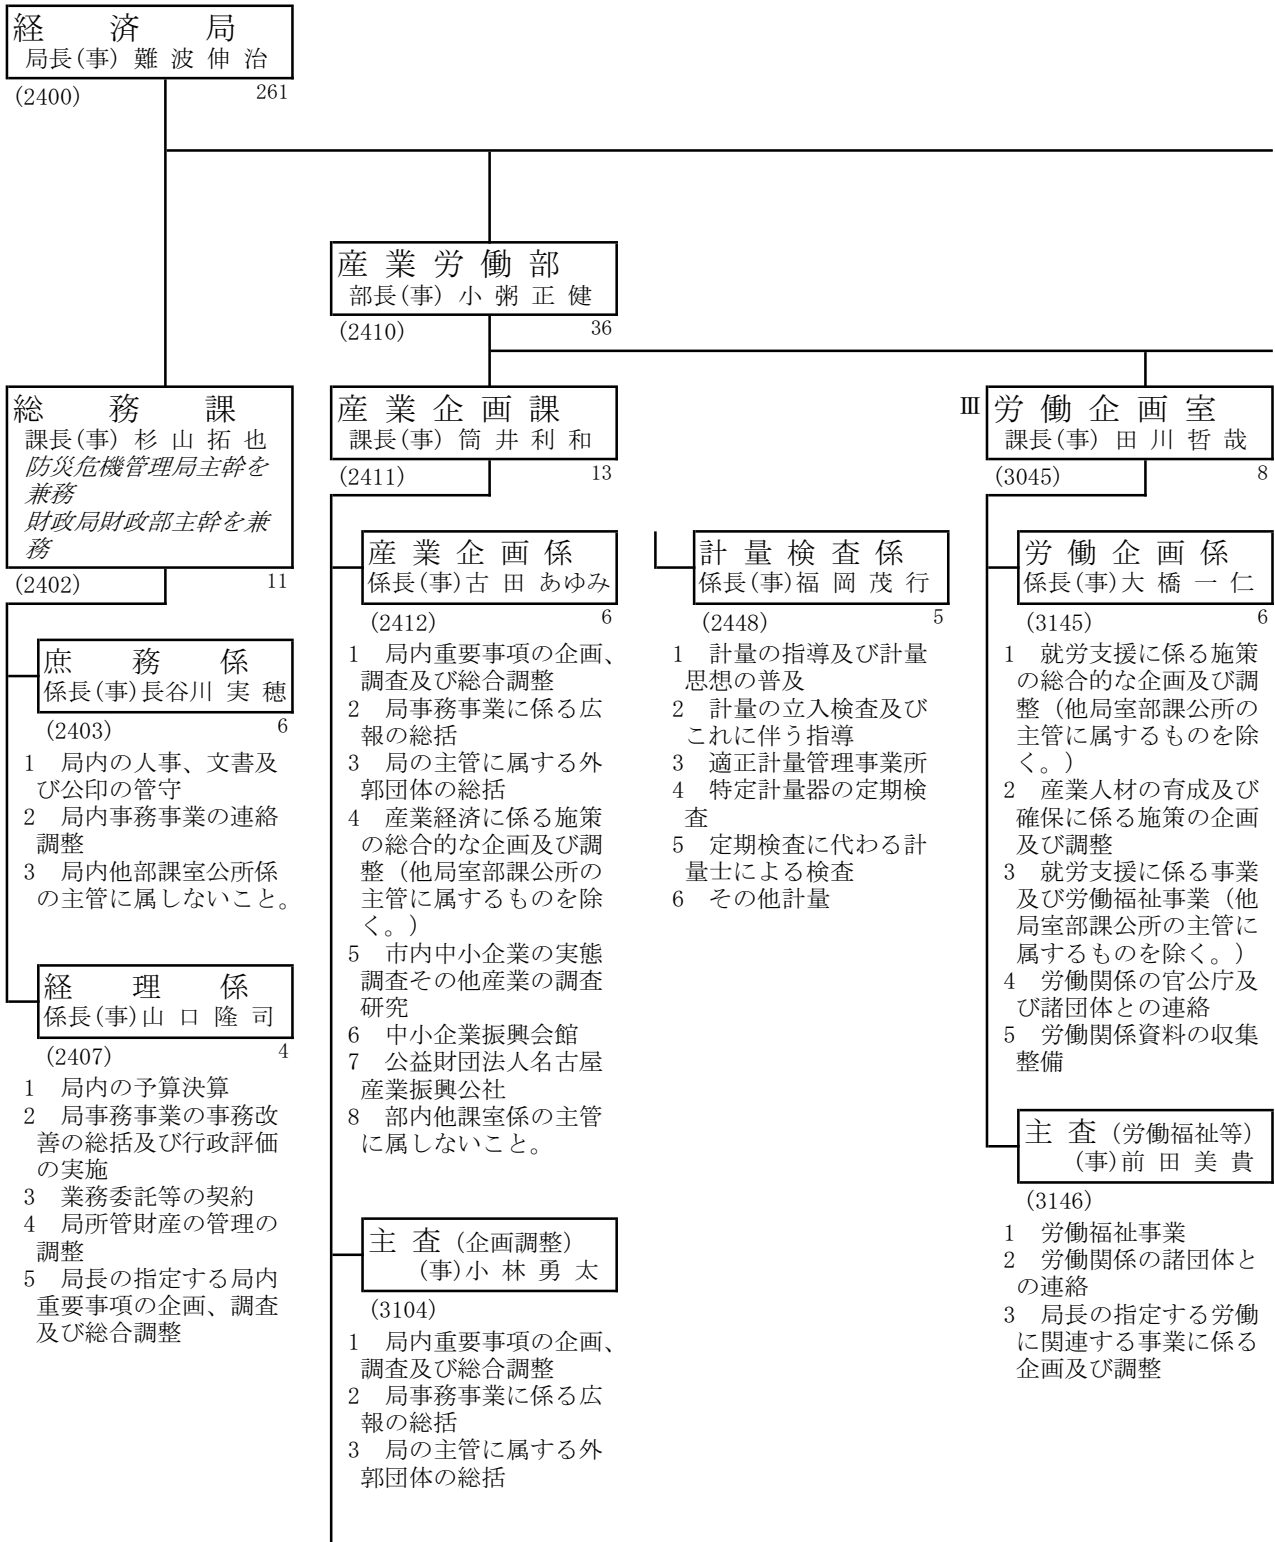 経済局
局長(事) 難波伸治
(2400) 261
産業労働部
部長(事) 小粥正健
(2410) 36
総務課
課長(事) 杉山拓也
防災危機管理局主幹を
兼務
財政局財政部主幹を兼
務
(2402) 11
庶務係
係長(事)長谷川実穂
(2403) 6
1 局内の人事、文書及
び公印の管守
2 局内事務事業の連絡
調整
3 局内他部課室公所係
の主管に属しないこと。
経理係
係長(事)山口隆司
(2407) 4
1 局内の予算決算
2 局事務事業の事務改
善の総括及び行政評価
の実施
3 業務委託等の契約
4 局所管財産の管理の
調整
5 局長の指定する局内
重要事項の企画、調査
及び総合調整
産業企画課
課長(事) 筒井利和
(2411) 13
産業企画係
係長(事)古田あゆみ
(2412) 6
1 局内重要事項の企画、
調査及び総合調整
2 局事務事業に係る広
報の総括
3 局の主管に属する外
郭団体の総括
4 産業経済に係る施策
の総合的な企画及び調
整（他局室部課公所の
主管に属するものを除
く。）
5 市内中小企業の実態
調査その他産業の調査
研究
6 中小企業振興会館
7 公益財団法人名古屋
産業振興公社
8 部内他課室係の主管
に属しないこと。
主査（企画調整）
(事)小林勇太
(3104)
1 局内重要事項の企画、
調査及び総合調整
2 局事務事業に係る広
報の総括
3 局の主管に属する外
郭団体の総括
計量検査係
係長(事)福岡茂行
(2448) 5
1 計量の指導及び計量
思想の普及
2 計量の立入検査及び
これに伴う指導
3 適正計量管理事業所
4 特定計量器の定期検
査
5 定期検査に代わる計
量士による検査
6 その他計量
Ⅲ 労働企画室
課長(事) 田川哲哉
(3045) 8
労働企画係
係長(事)大橋一仁
(3145) 6
1 就労支援に係る施策
の総合的な企画及び調
整（他局室部課公所の
主管に属するものを除
く。）
2 産業人材の育成及び
確保に係る施策の企画
及び調整
3 就労支援に係る事業
及び労働福祉事業（他
局室部課公所の主管に
属するものを除く。）
4 労働関係の官公庁及
び諸団体との連絡
5 労働関係資料の収集
整備
主査（労働福祉等）
(事)前田美貴
(3146)
1 労働福祉事業
2 労働関係の諸団体と
の連絡
3 局長の指定する労働
に関連する事業に係る
企画及び調整